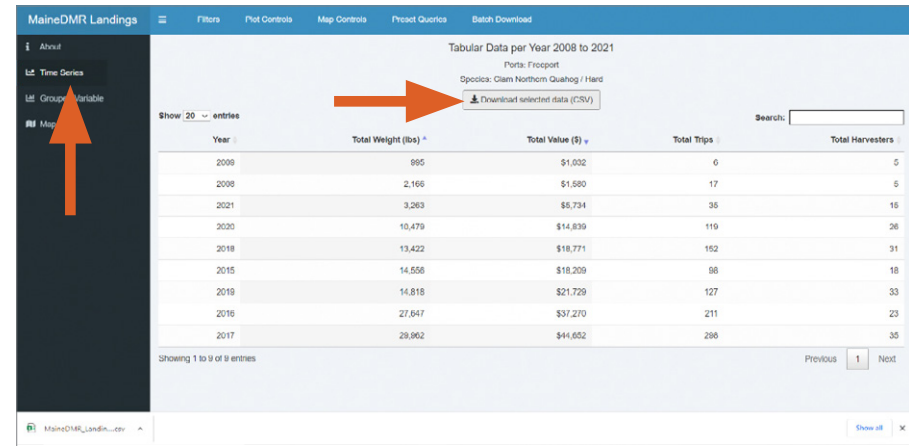 MaineDMR Landings Filters Plot Controls Map Controls Preset Queries Batch Download
i About
Time Series
Grouped Variable
Map
Tabular Data per Year 2008 to 2021
Ports: Freeport
Species: Clam Northern Quahog / Hard
Download selected data (CSV)
Show 20 entries Search:
Year Total Weight (lbs) Total Value ($) Total Trips Total Harvesters
2009 995 $1,032 6 5
2008 2,166 $1,580 17 5
2021 3,263 $5,734 35 15
2020 10,479 $14,839 119 26
2018 13,422 $18,771 152 31
2015 14,556 $18,209 98 18
2019 14,818 $21,729 127 33
2016 27,647 $37,270 211 23
2017 29,962 $44,652 298 35
Showing 1 to 9 of 9 entries Previous 1 Next
MaineDMR_Landin....csv Show all X